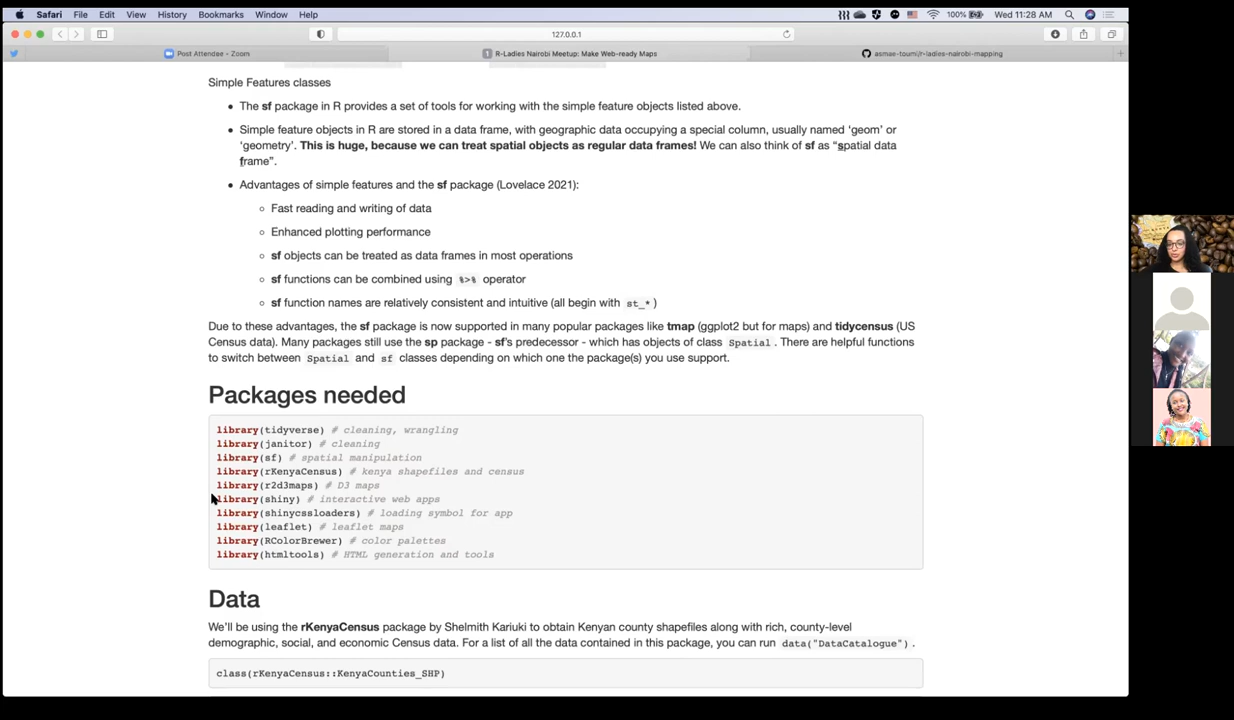 Safari File Edit View History Bookmarks Window Help 100% Wed 11:28 AM
127.0.0.1
Post Attendee - Zoom 1 R-Ladies Nairobi Meetup: Make Web-ready Maps asmae-toumi/r-ladies-nairobi-mapping
Simple Features classes
• The sf package in R provides a set of tools for working with the simple feature objects listed above.
• Simple feature objects in R are stored in a data frame, with geographic data occupying a special column, usually named ‘geom’ or
‘geometry’. This is huge, because we can treat spatial objects as regular data frames! We can also think of sf as “spatial data
frame”.
• Advantages of simple features and the sf package (Lovelace 2021):
◦ Fast reading and writing of data
◦ Enhanced plotting performance
◦ sf objects can be treated as data frames in most operations
◦ sf functions can be combined using %>% operator
◦ sf function names are relatively consistent and intuitive (all begin with st_* )
Due to these advantages, the sf package is now supported in many popular packages like tmap (ggplot2 but for maps) and tidycensus (US
Census data). Many packages still use the sp package - sf’s predecessor - which has objects of class Spatial. There are helpful functions
to switch between Spatial and sf classes depending on which one the package(s) you use support.
Packages needed
library(tidyverse) # cleaning, wrangling
library(janitor) # cleaning
library(sf) # spatial manipulation
library(rKenyaCensus) # kenya shapefiles and census
library(r2d3maps) # D3 maps
library(shiny) # interactive web apps
library(shinycssloaders) # loading symbol for app
library(leaflet) # leaflet maps
library(RColorBrewer) # color palettes
library(htmltools) # HTML generation and tools
Data
We’ll be using the rKenyaCensus package by Shelmith Kariuki to obtain Kenyan county shapefiles along with rich, county-level
demographic, social, and economic Census data. For a list of all the data contained in this package, you can run data("DataCatalogue") .
class(rKenyaCensus::KenyaCounties_SHP)